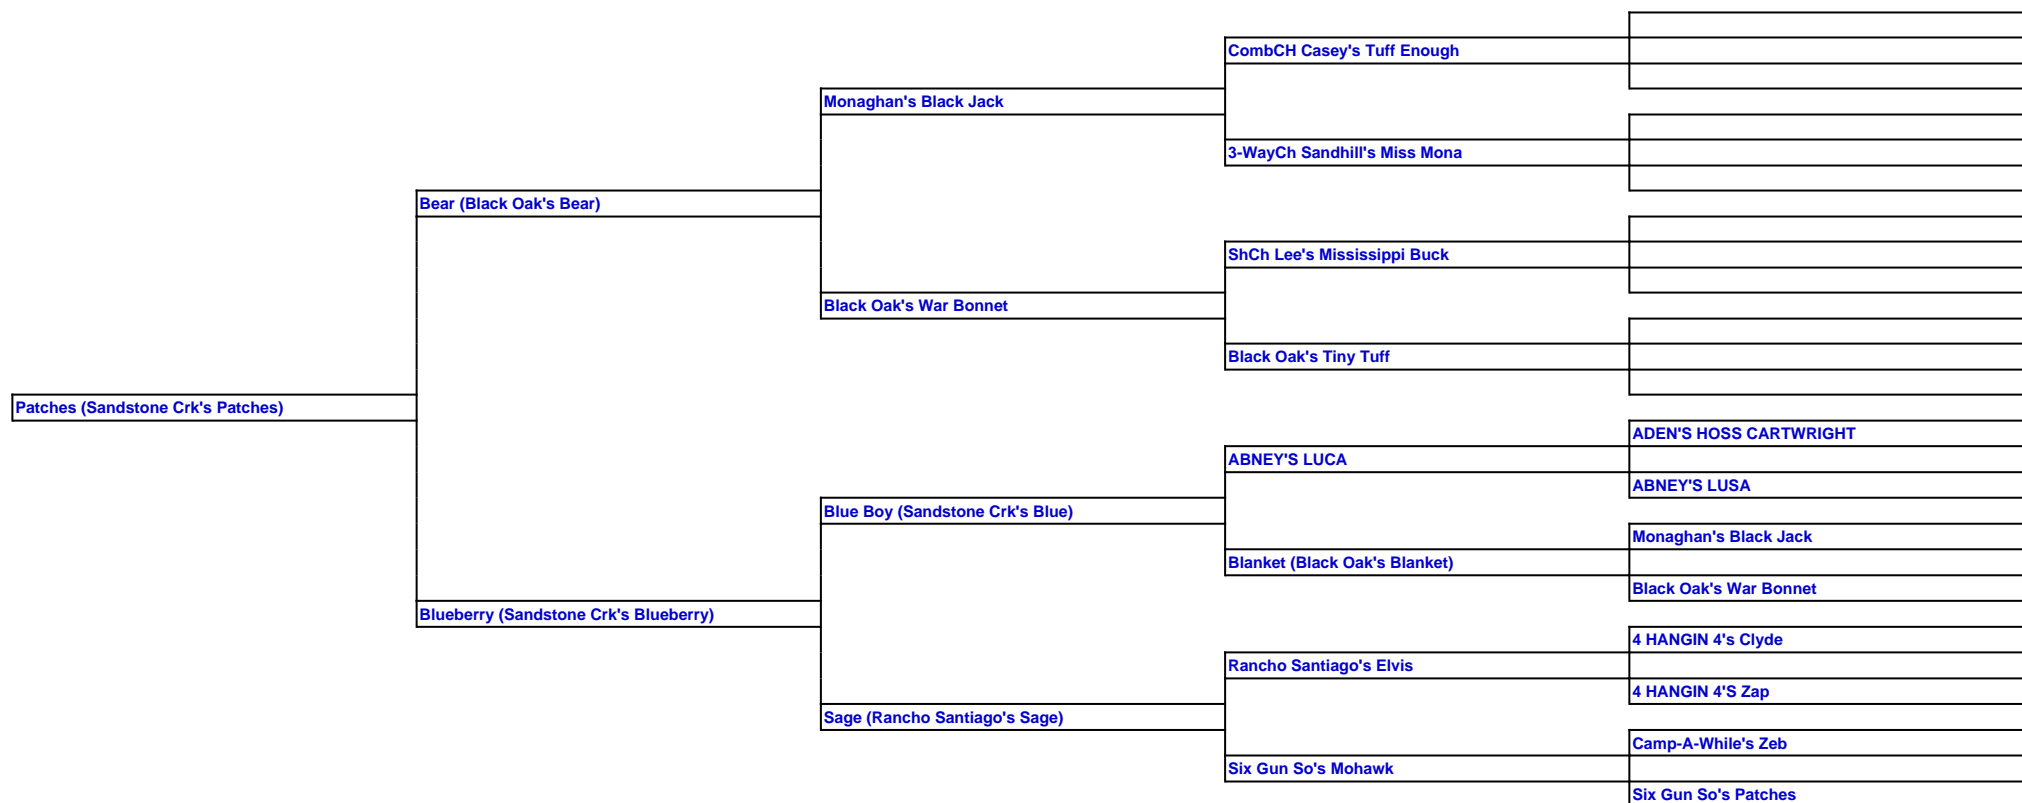 CombCH Casey's Tuff Enough
Monaghan's Black Jack
3-WayCh Sandhill's Miss Mona
Bear (Black Oak's Bear)
ShCh Lee's Mississippi Buck
Black Oak's War Bonnet
Black Oak's Tiny Tuff
Patches (Sandstone Crk's Patches)
ADEN'S HOSS CARTWRIGHT
ABNEY'S LUCA
ABNEY'S LUSA
Blue Boy (Sandstone Crk's Blue)
Monaghan's Black Jack
Blanket (Black Oak's Blanket)
Black Oak's War Bonnet
Blueberry (Sandstone Crk's Blueberry)
4 HANGIN 4's Clyde
Rancho Santiago's Elvis
4 HANGIN 4'S Zap
Sage (Rancho Santiago's Sage)
Camp-A-While's Zeb
Six Gun So's Mohawk
Six Gun So's Patches